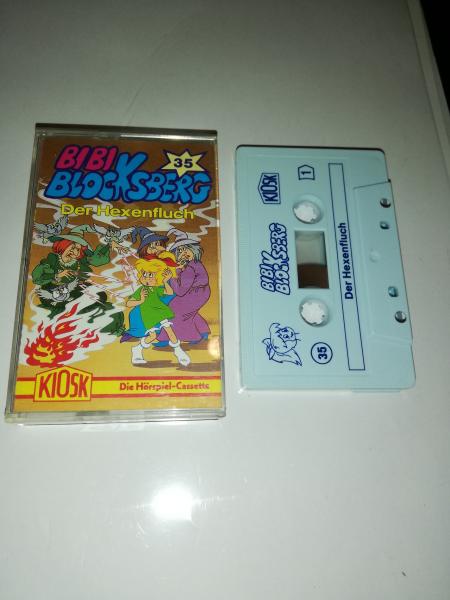 BIBI
35
BLOCKSBERG
Der Hexenfluch
KIOSK
Die Hörspiel-Cassette
KIOSK
1
BIBI
BLOCKSBERG
Der Hexenfluch
35